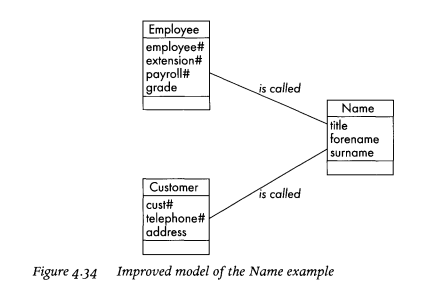 Employee
employee#
extension#
payroll#
grade
is called
Name
title
forename
surname
Customer
cust#
telephone#
address
is called
Figure 4.34 Improved model of the Name example